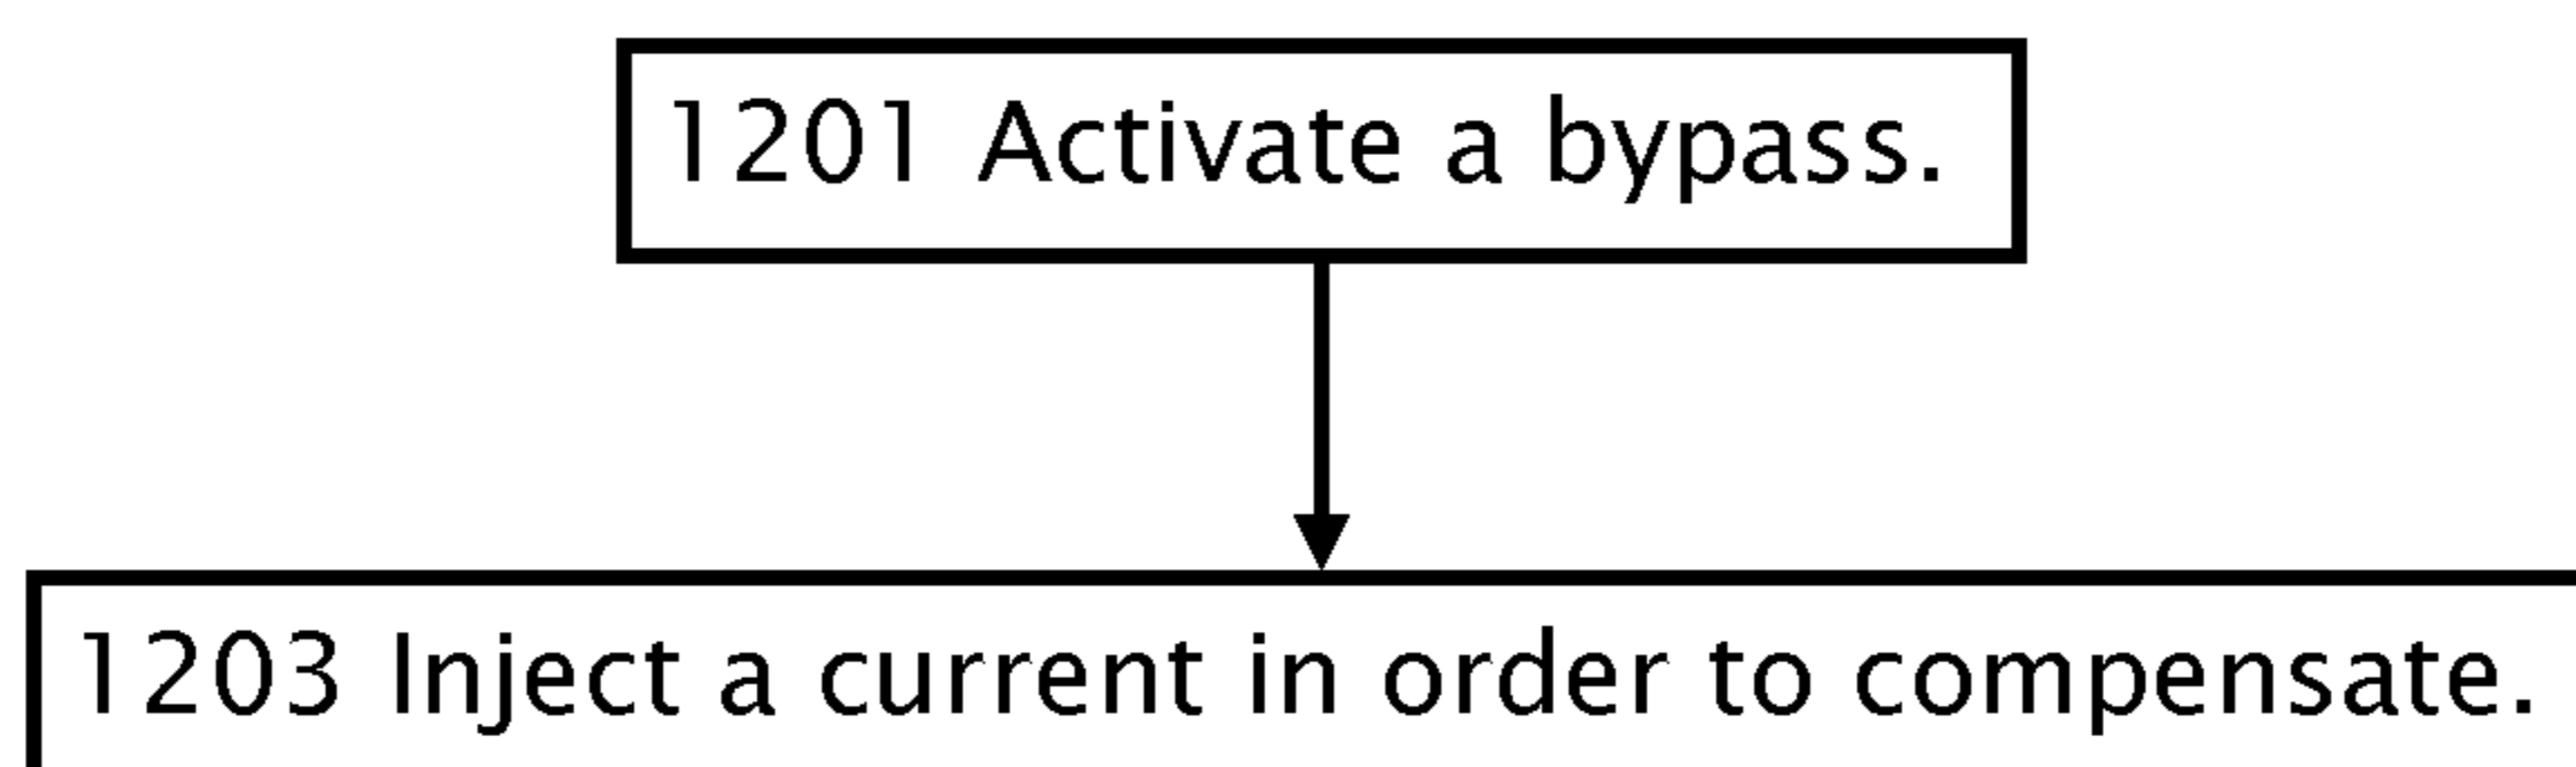 1201 Activate a bypass.
1203 Inject a current in order to compensate.